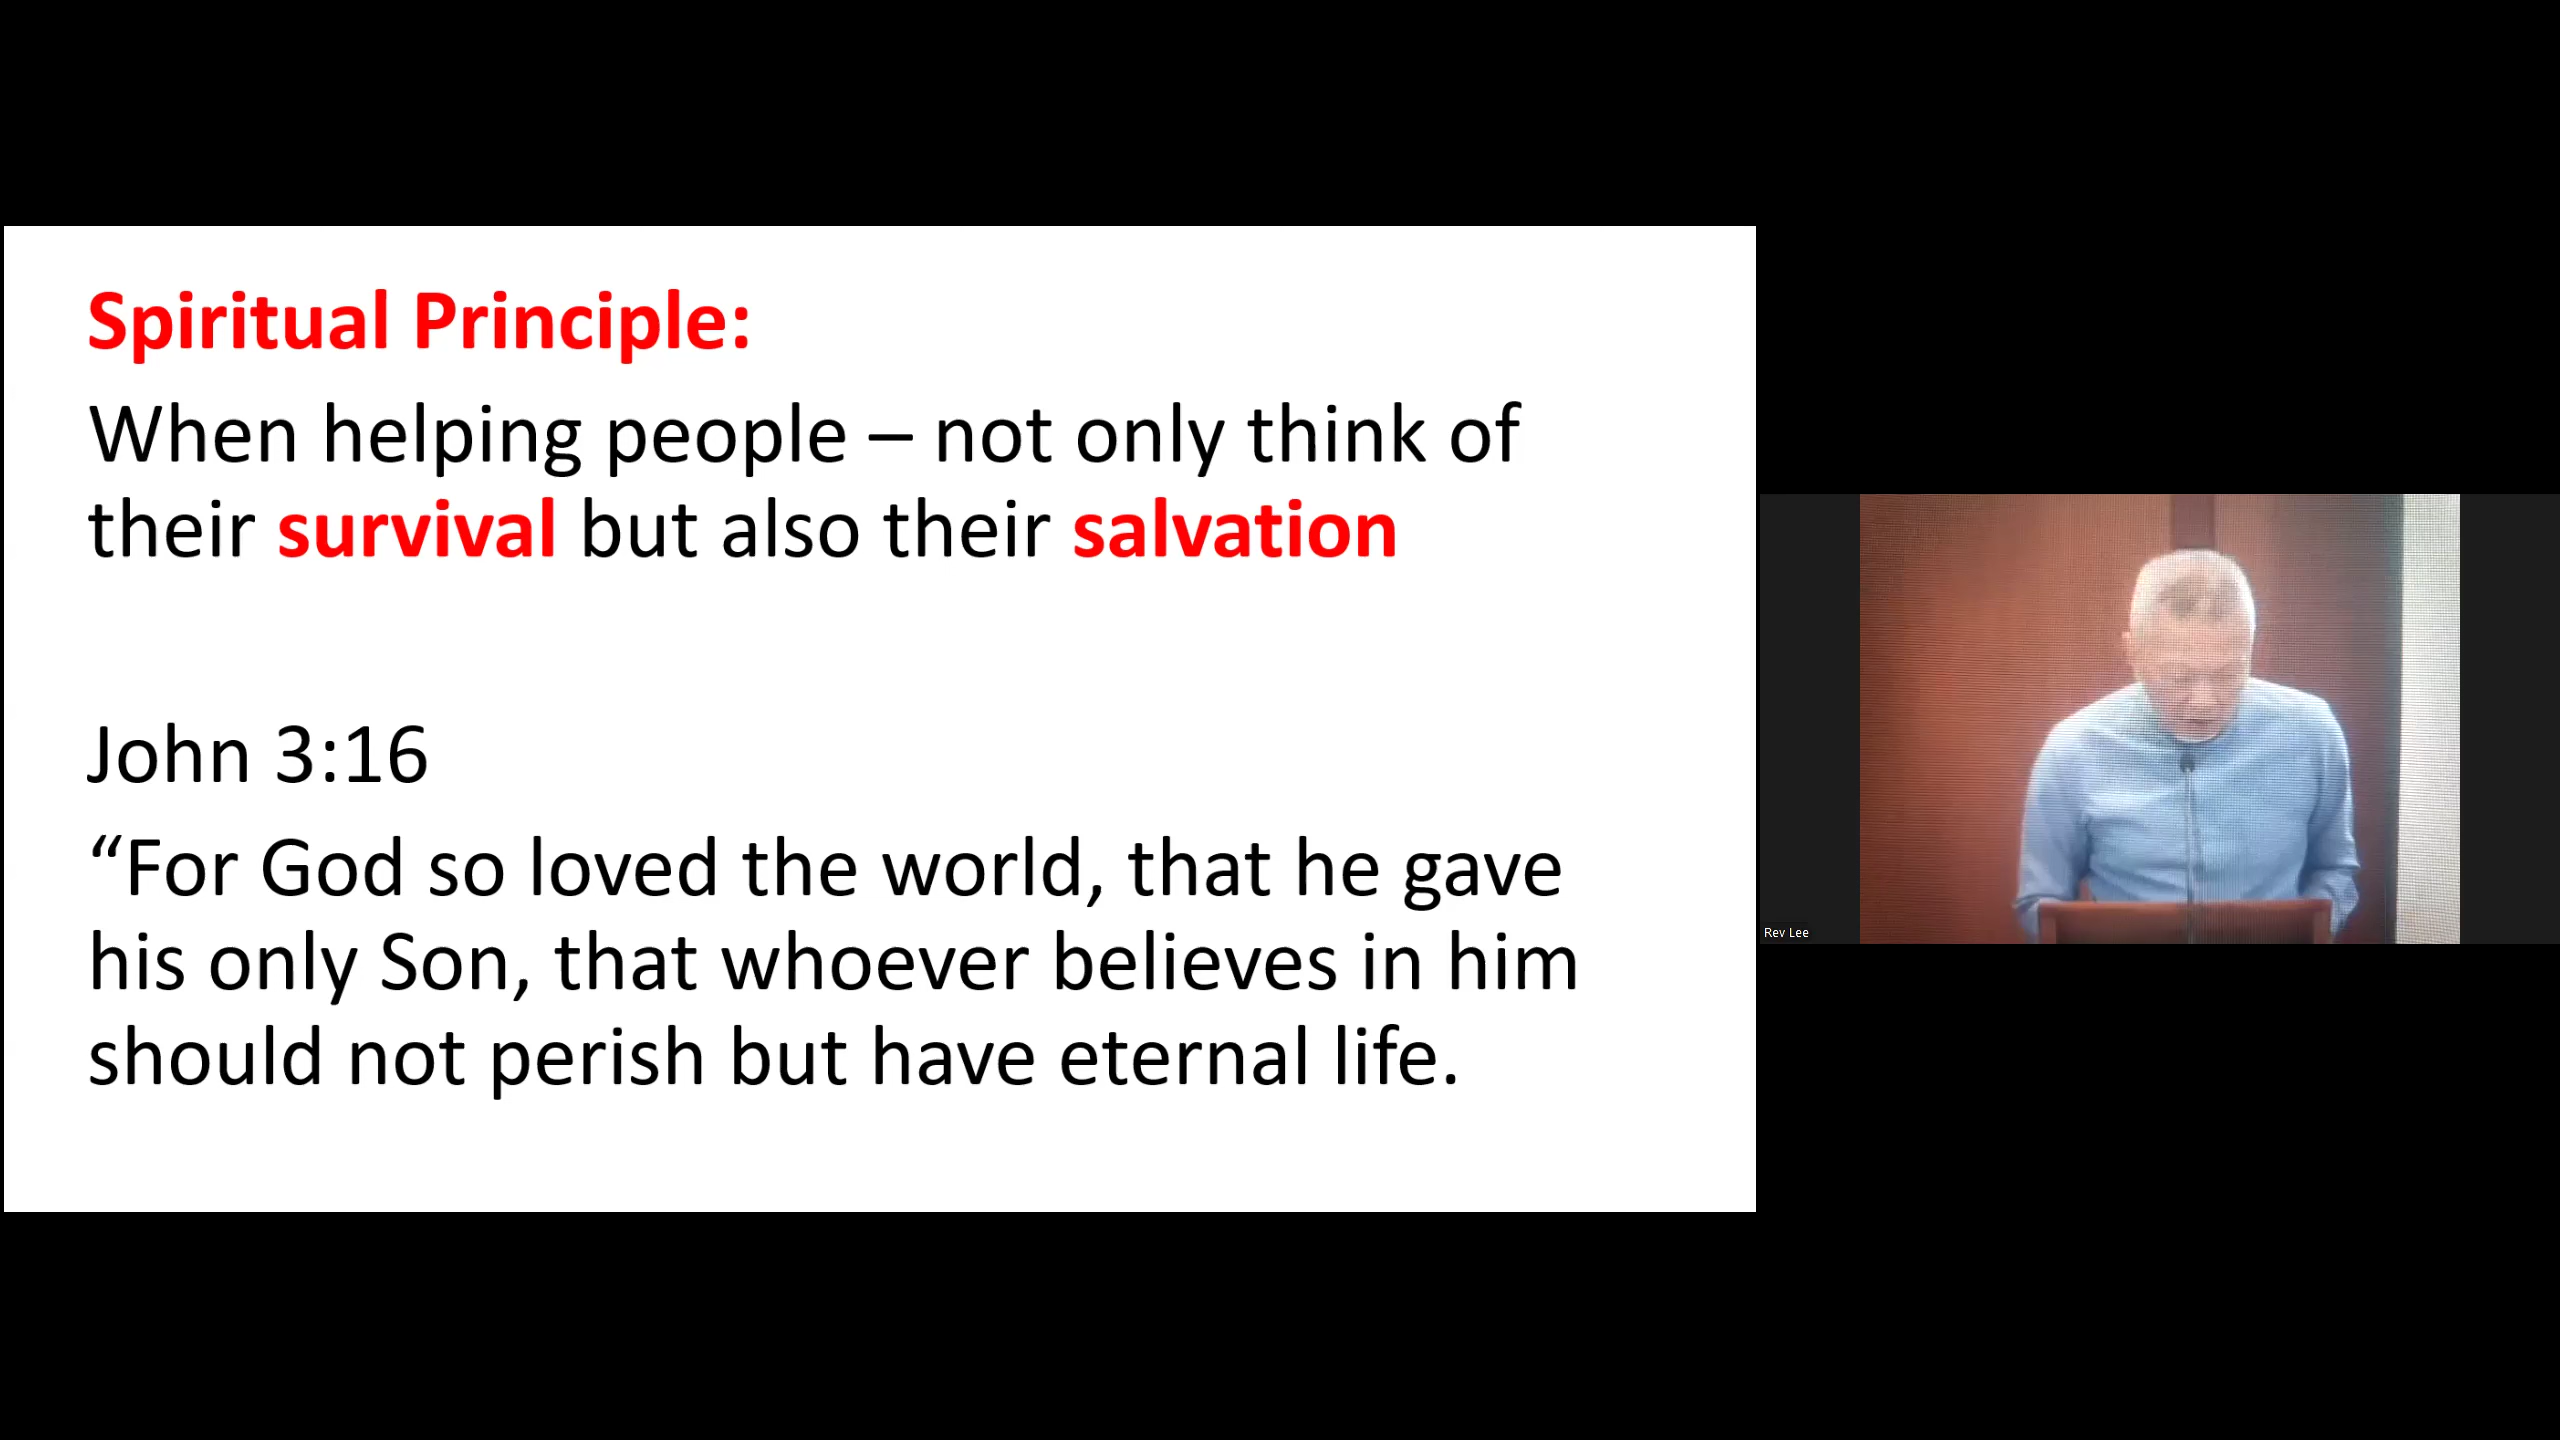 Spiritual Principle:
When helping people – not only think of
their survival but also their salvation
John 3:16
“For God so loved the world, that he gave
his only Son, that whoever believes in him
should not perish but have eternal life.
Rev Lee